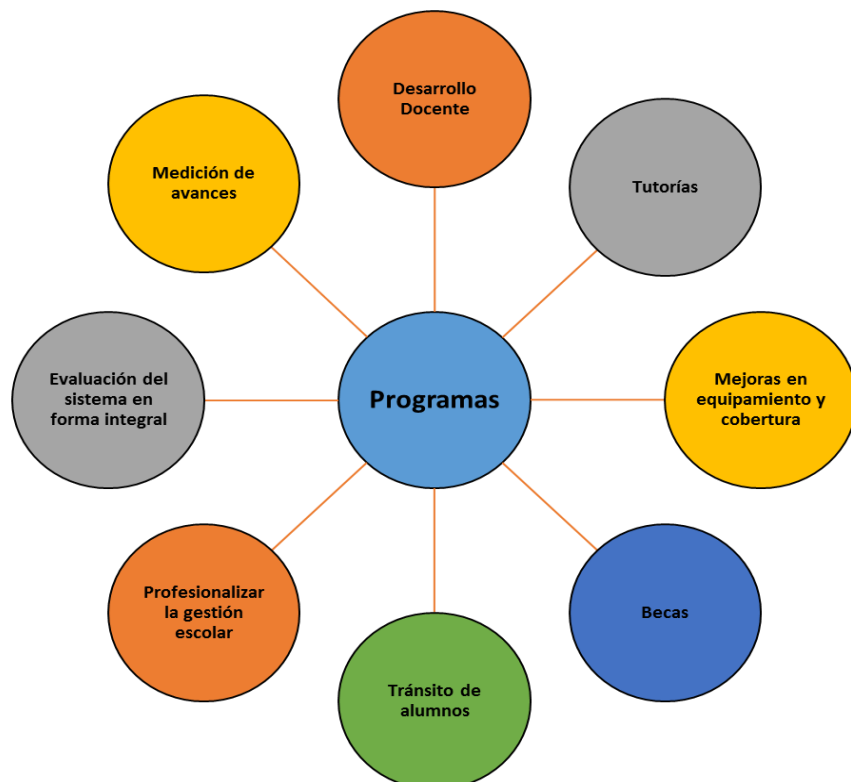 Desarrollo
Docente
Tutorías
Mejoras en
equipamiento y
cobertura
Becas
Tránsito de
alumnos
Profesionalizar
la gestión
escolar
Evaluación del
sistema en
forma integral
Medición de
avances
Programas